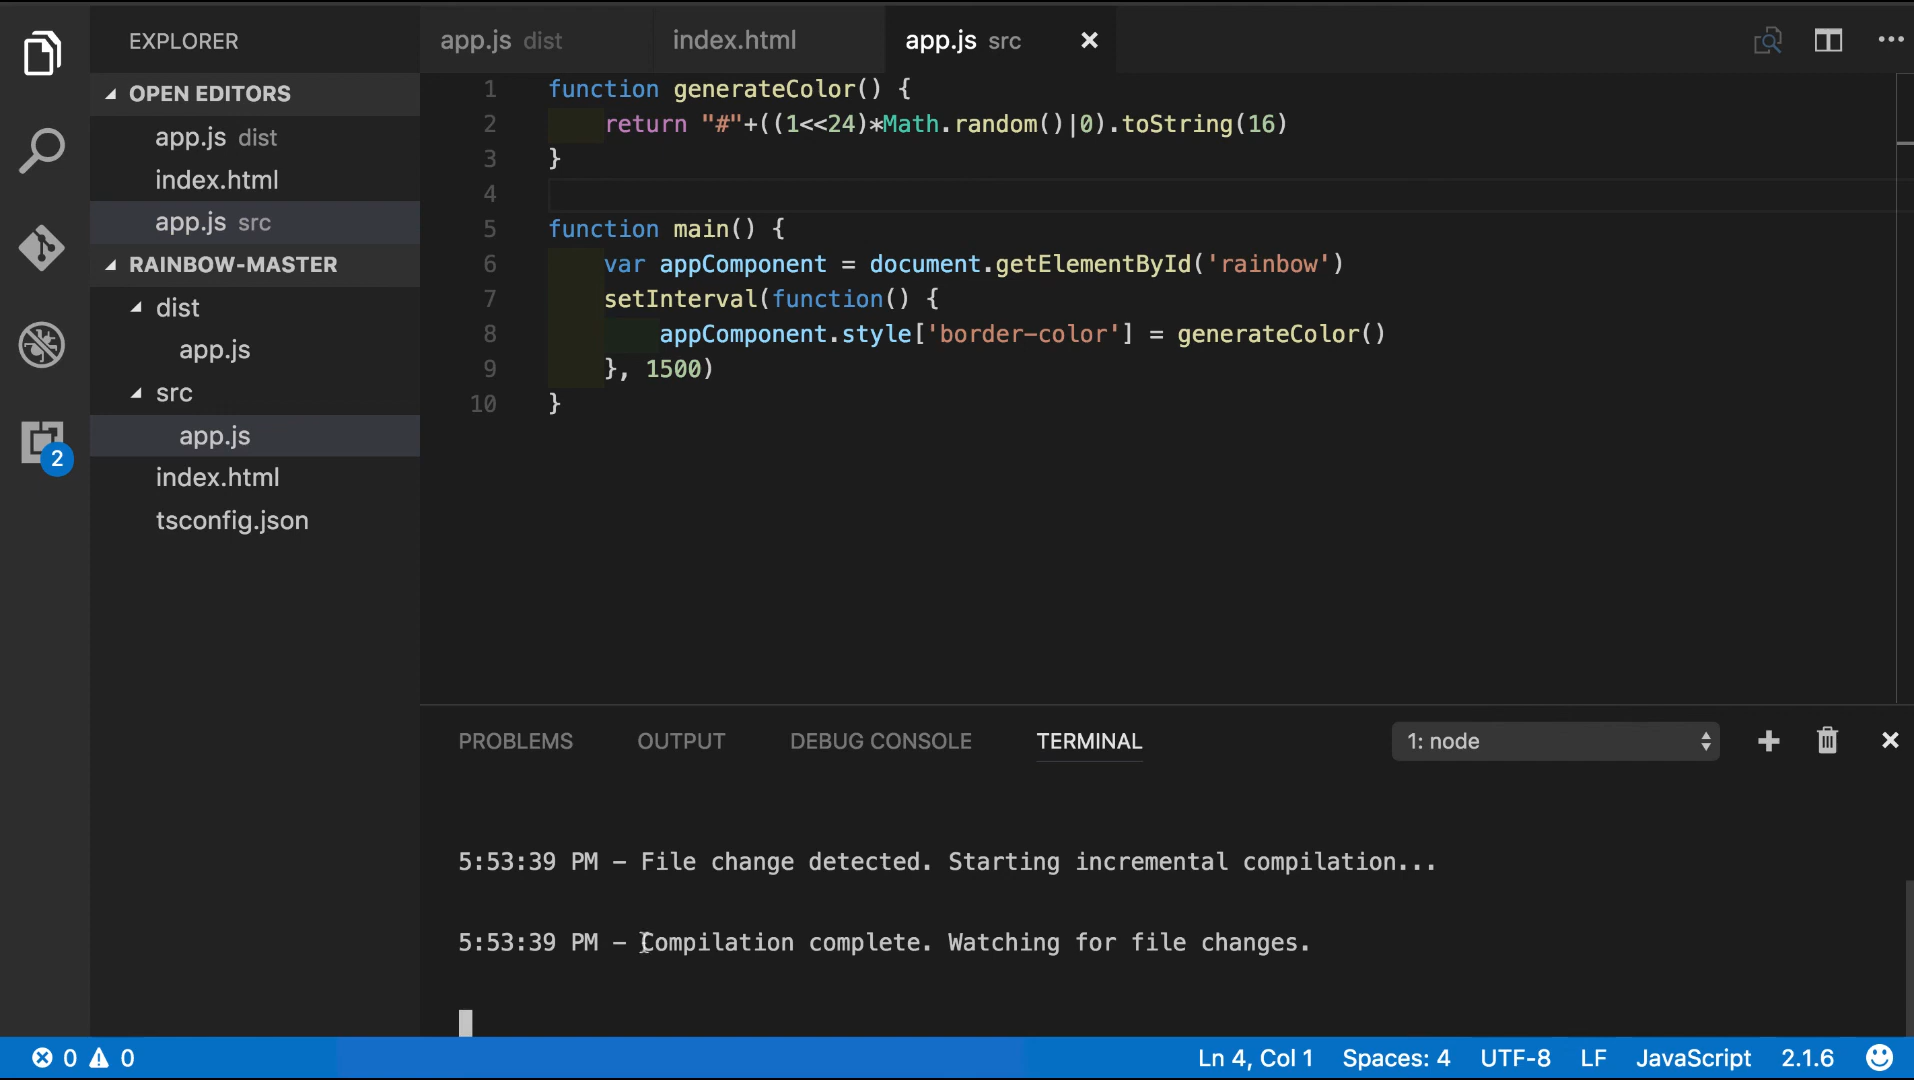 EXPLORER
OPEN EDITORS
app.js dist
index.html
app.js src
RAINBOW-MASTER
dist
app.js
src
app.js
index.html
tsconfig.json
2
app.js dist
index.html
app.js src
1 function generateColor() {
2 return "#"+((1<<24)*Math.random()|0).toString(16)
3 }
4
5 function main() {
6 var appComponent = document.getElementById('rainbow')
7 setInterval(function() {
8 appComponent.style['border-color'] = generateColor()
9 }, 1500)
10 }
PROBLEMS OUTPUT DEBUG CONSOLE TERMINAL 1: node
5:53:39 PM – File change detected. Starting incremental compilation...
5:53:39 PM – Compilation complete. Watching for file changes.
0 0 Ln 4, Col 1 Spaces: 4 UTF-8 LF JavaScript 2.1.6